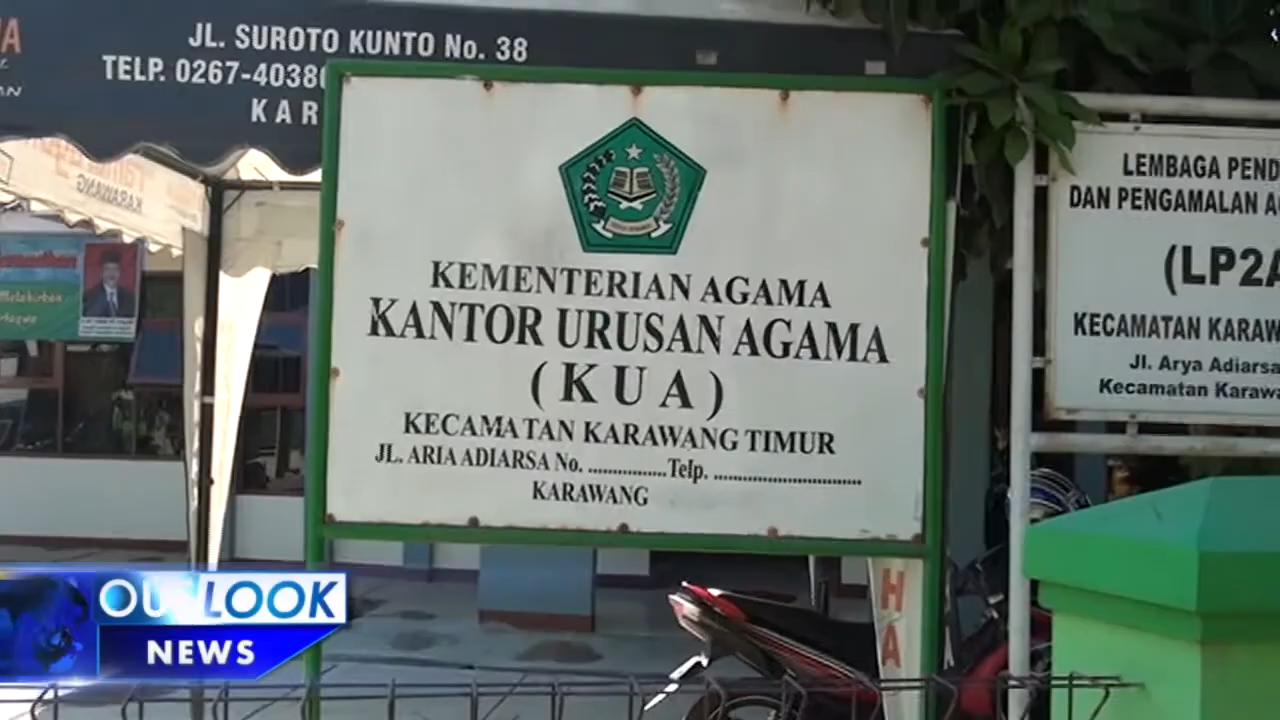 JL. SUROTO KUNTO No. 38
TELP. 0267-4038
KAR
KEMENTERIAN AGAMA
KANTOR URUSAN AGAMA
(KUA)
KECAMATAN KARAWANG TIMUR
JL. ARIA ADIARSA No. ................Telp. ..............................
KARAWANG
LEMBAGA PEND
DAN PENGAMALAN A
(LP2A
KECAMATAN KARAW
Jl. Arya Adiarsa
Kecamatan Karawa
KARAWANG
HA
OUTLOOK
NEWS